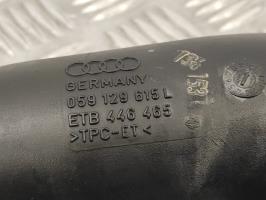 GERMANY
059 129 615 L
ETB 446 465
>TPC-ET<